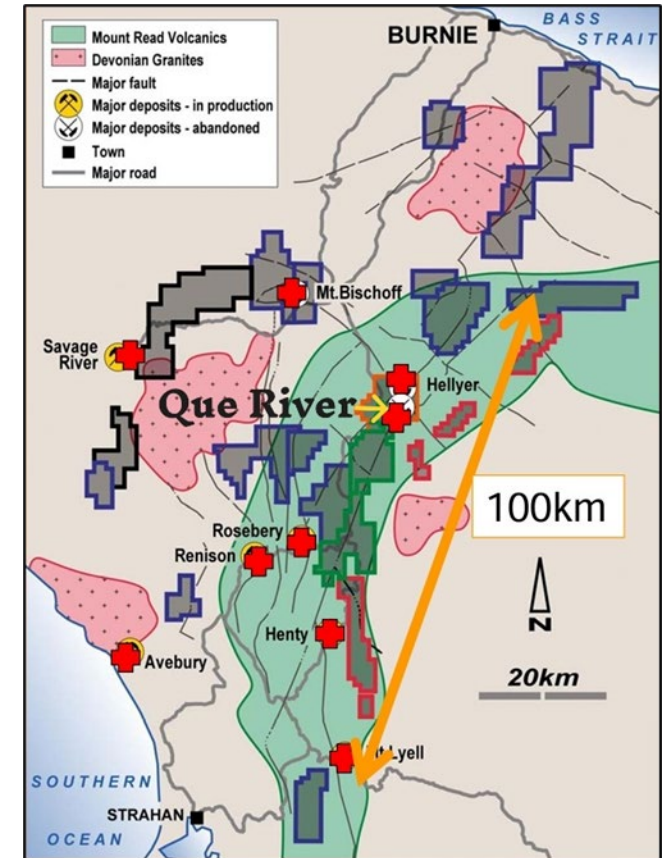 Mount Read Volcanics
Devonian Granites
Major fault
Major deposits - in production
Major deposits - abandoned
Town
Major road
BURNIE
BASS
STRAIT
Mt.Bischoff
Savage
River
Hellyer
Que River
100km
Rosebery
Renison
N
Henty
20km
Avebury
t Lyell
SOUTHERN
STRAHAN
OCEAN